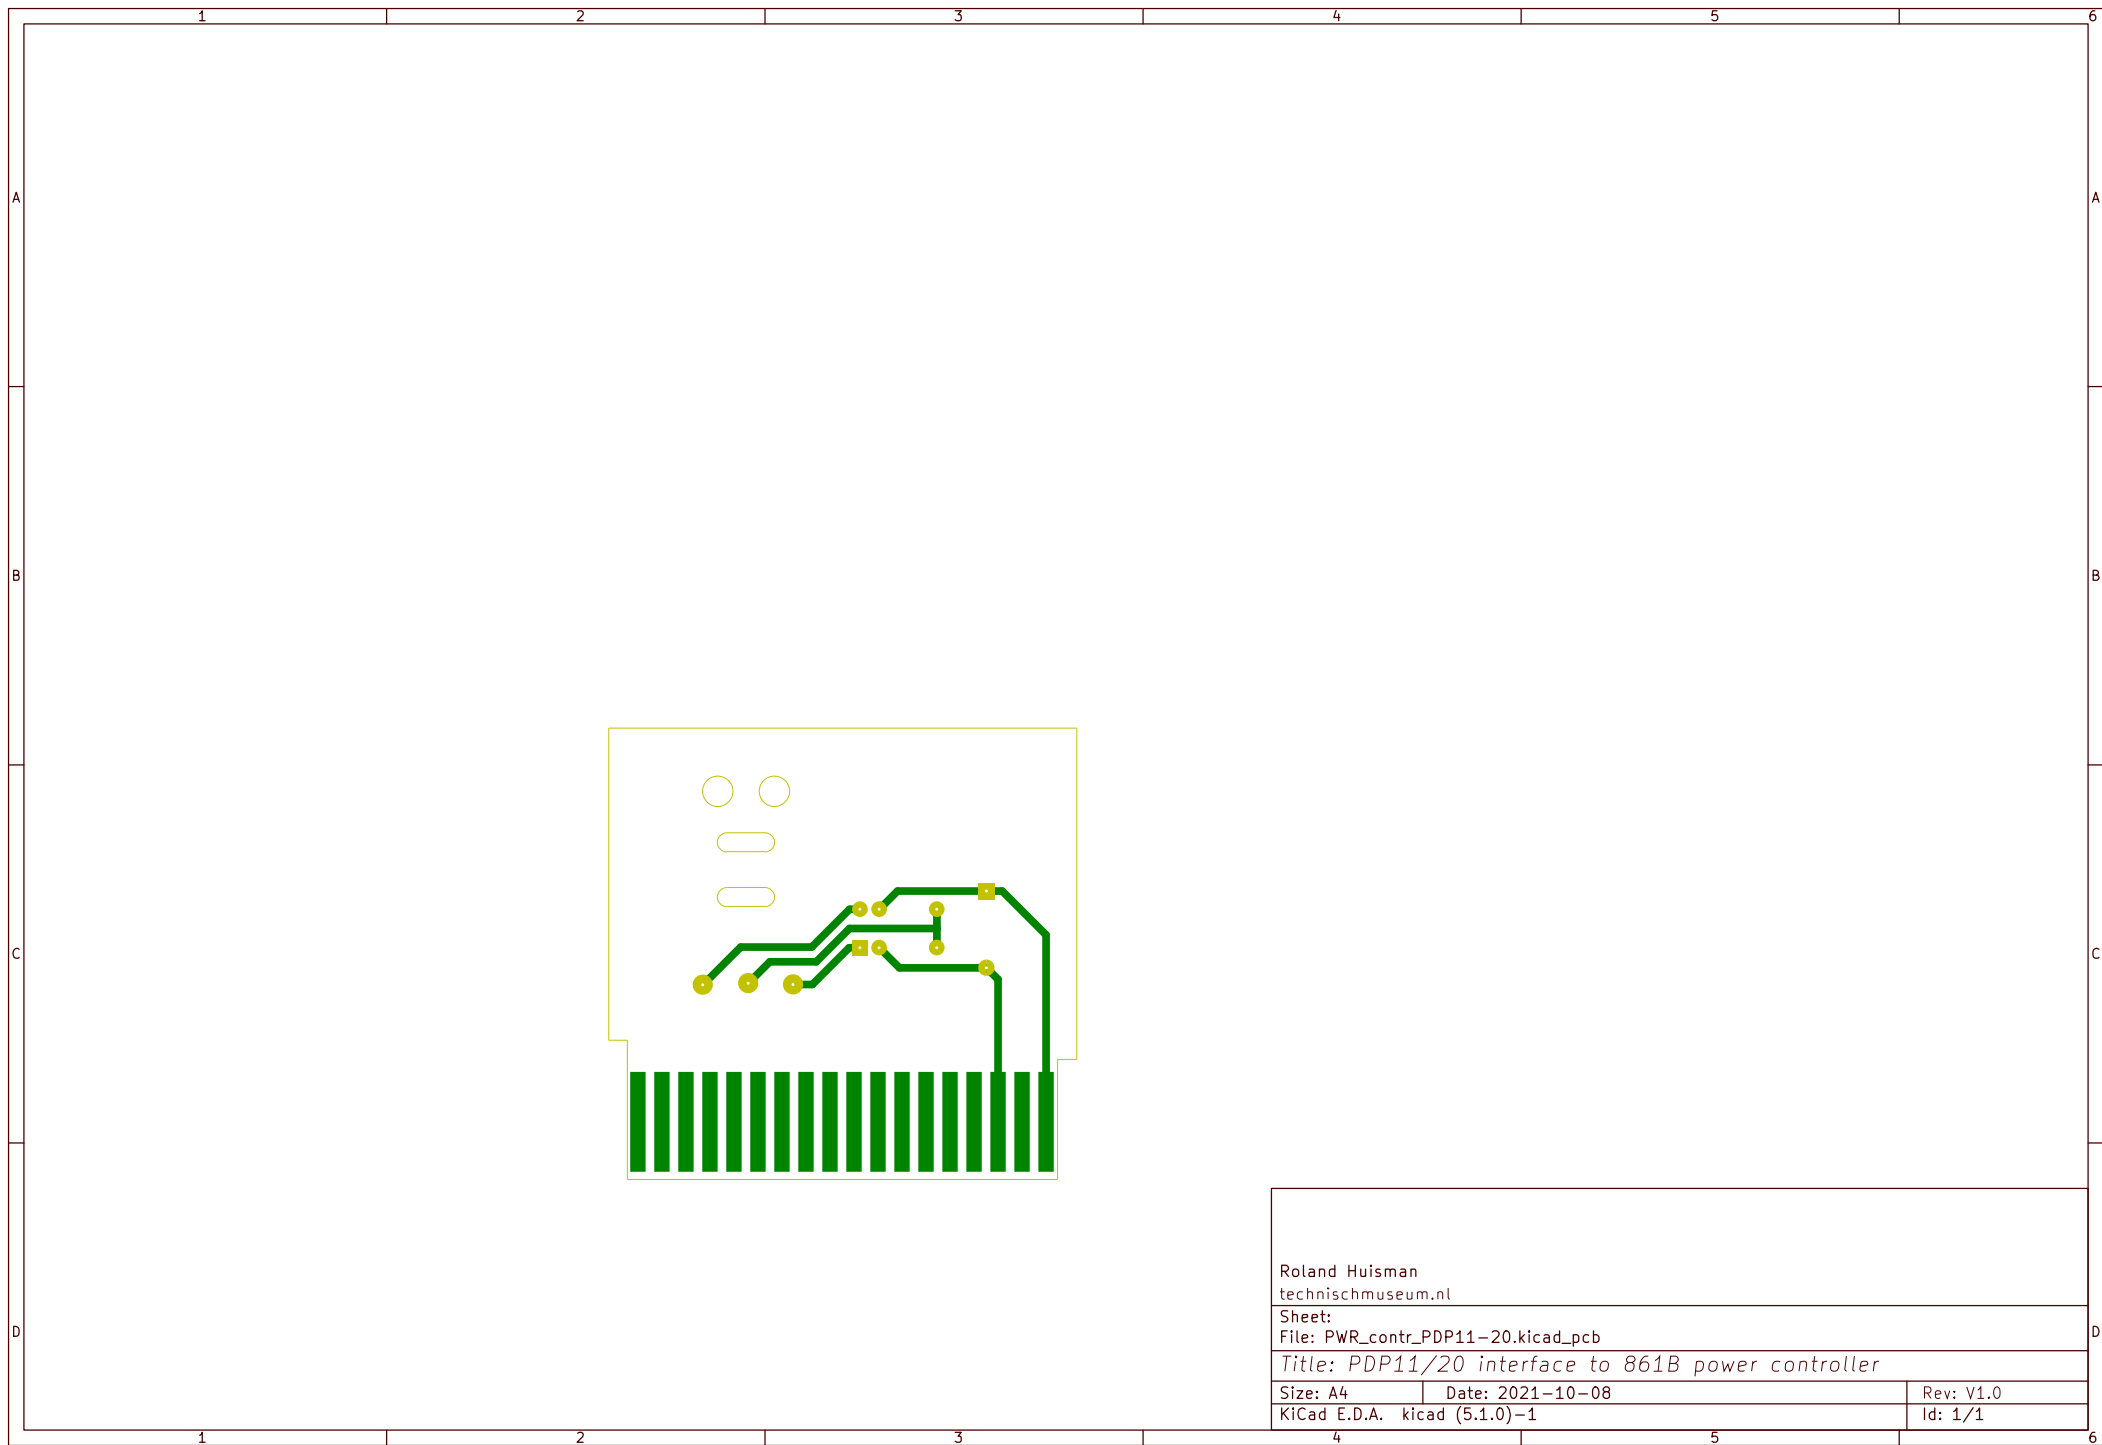 1 2 3 4 5 6
A A
B B
C C
Roland Huisman
technischmuseum.nl
Sheet:
D D
File: PWR_contr_PDP11-20.kicad_pcb
Title: PDP11/20 interface to 861B power controller
Size: A4 Date: 2021-10-08 Rev: V1.0
KiCad E.D.A. kicad (5.1.0)-1 Id: 1/1
1 2 3 4 5 6